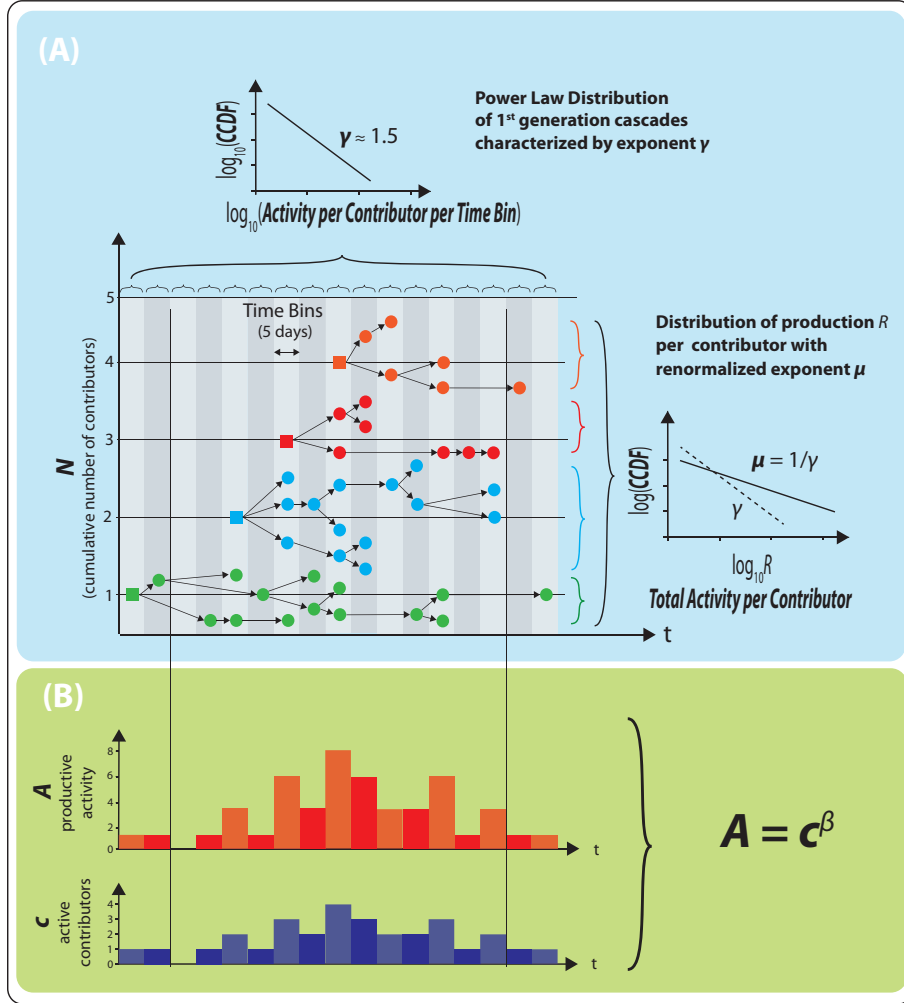 (A)
Power Law Distribution
of 1st generation cascades
characterized by exponent γ
log10(CCDF)
γ ≈ 1.5
log10(Activity per Contributor per Time Bin)
N
(cumulative number of contributors)
5
4
3
2
1
Time Bins
(5 days)
t
Distribution of production R
per contributor with
renormalized exponent μ
log(CCDF)
μ = 1/γ
γ
log10R
Total Activity per Contributor
(B)
A
productive
activity
8
6
4
2
0
t
A = c^β
c
active
contributors
4
3
2
1
0
t